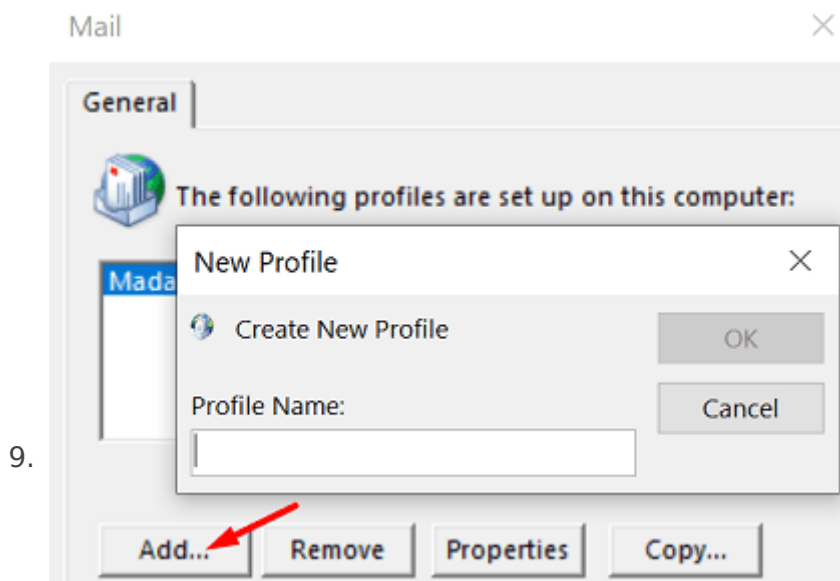 Mail
General
The following profiles are set up on this computer:
New Profile
Mada
Create New Profile
OK
Profile Name:
Cancel
9.
Add...
Remove
Properties
Copy...